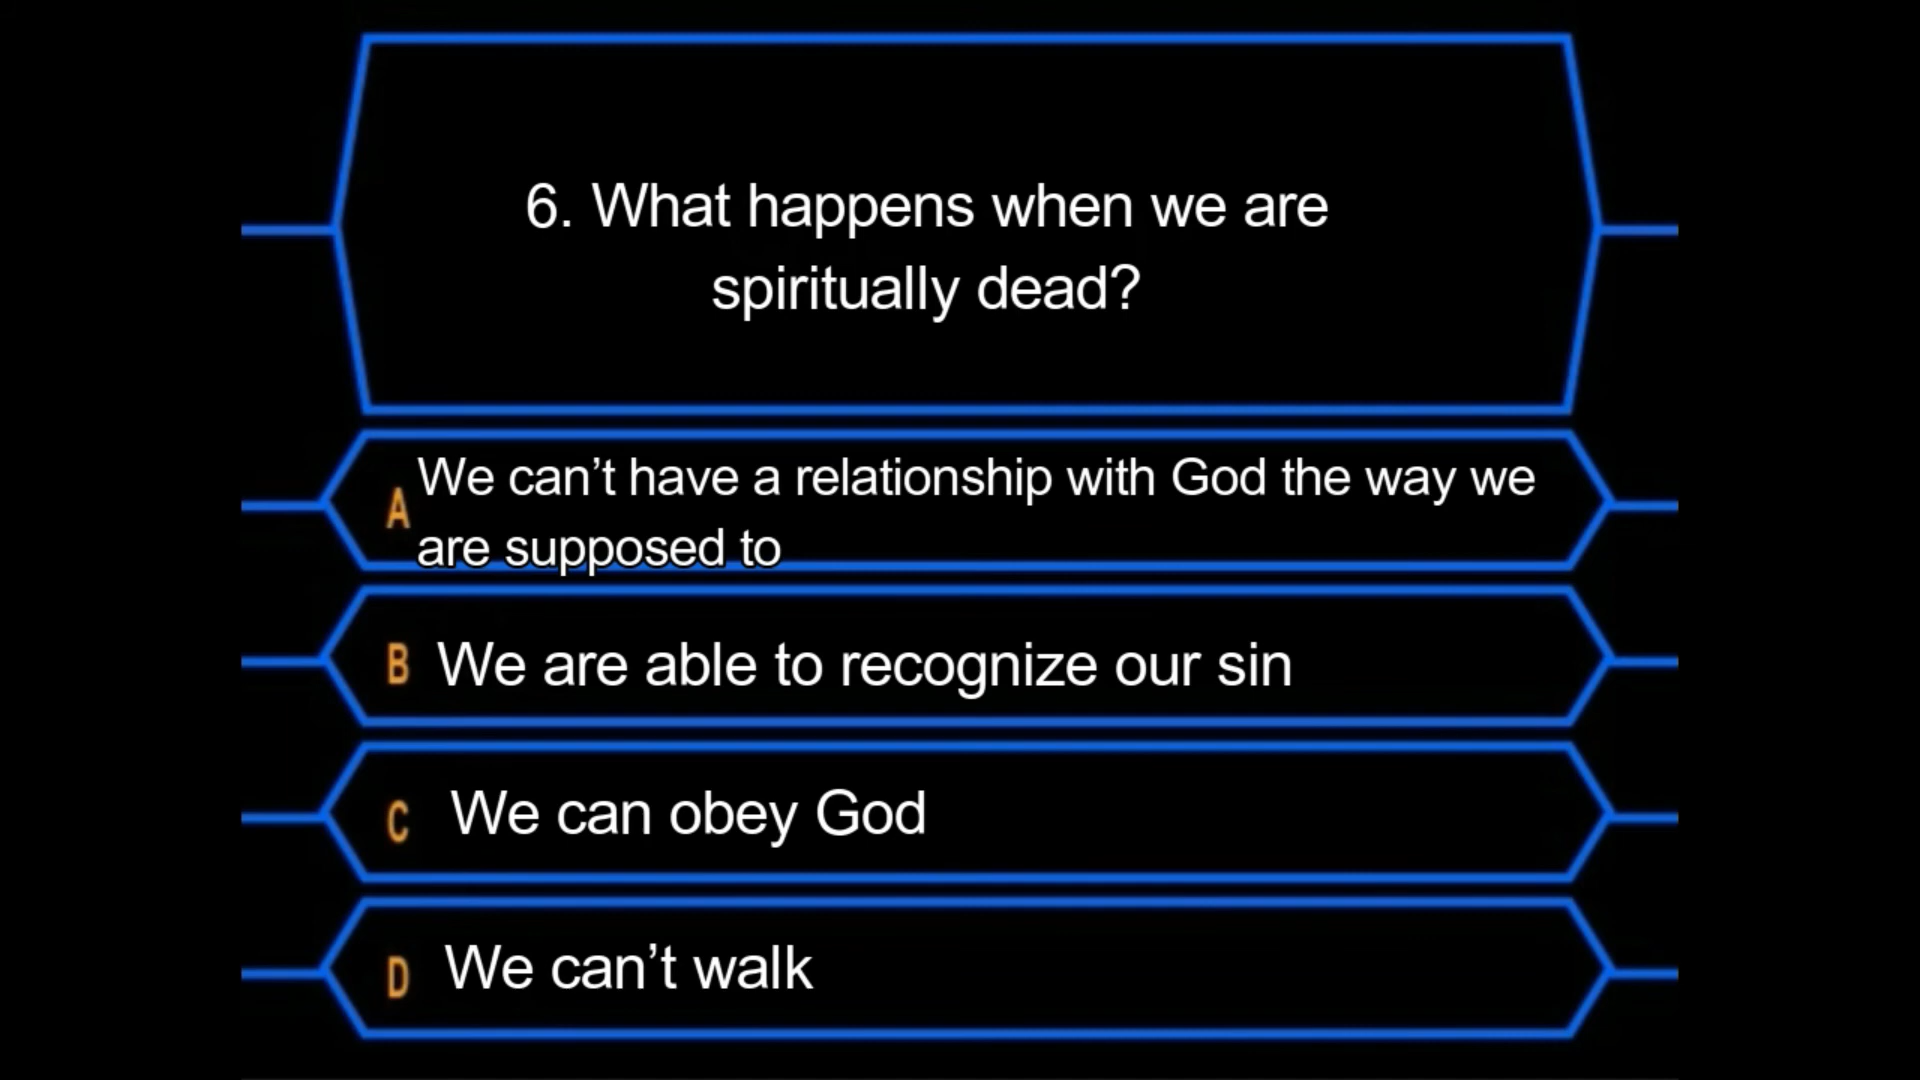 6. What happens when we are
spiritually dead?
A We can’t have a relationship with God the way we
are supposed to
B We are able to recognize our sin
C We can obey God
D We can’t walk